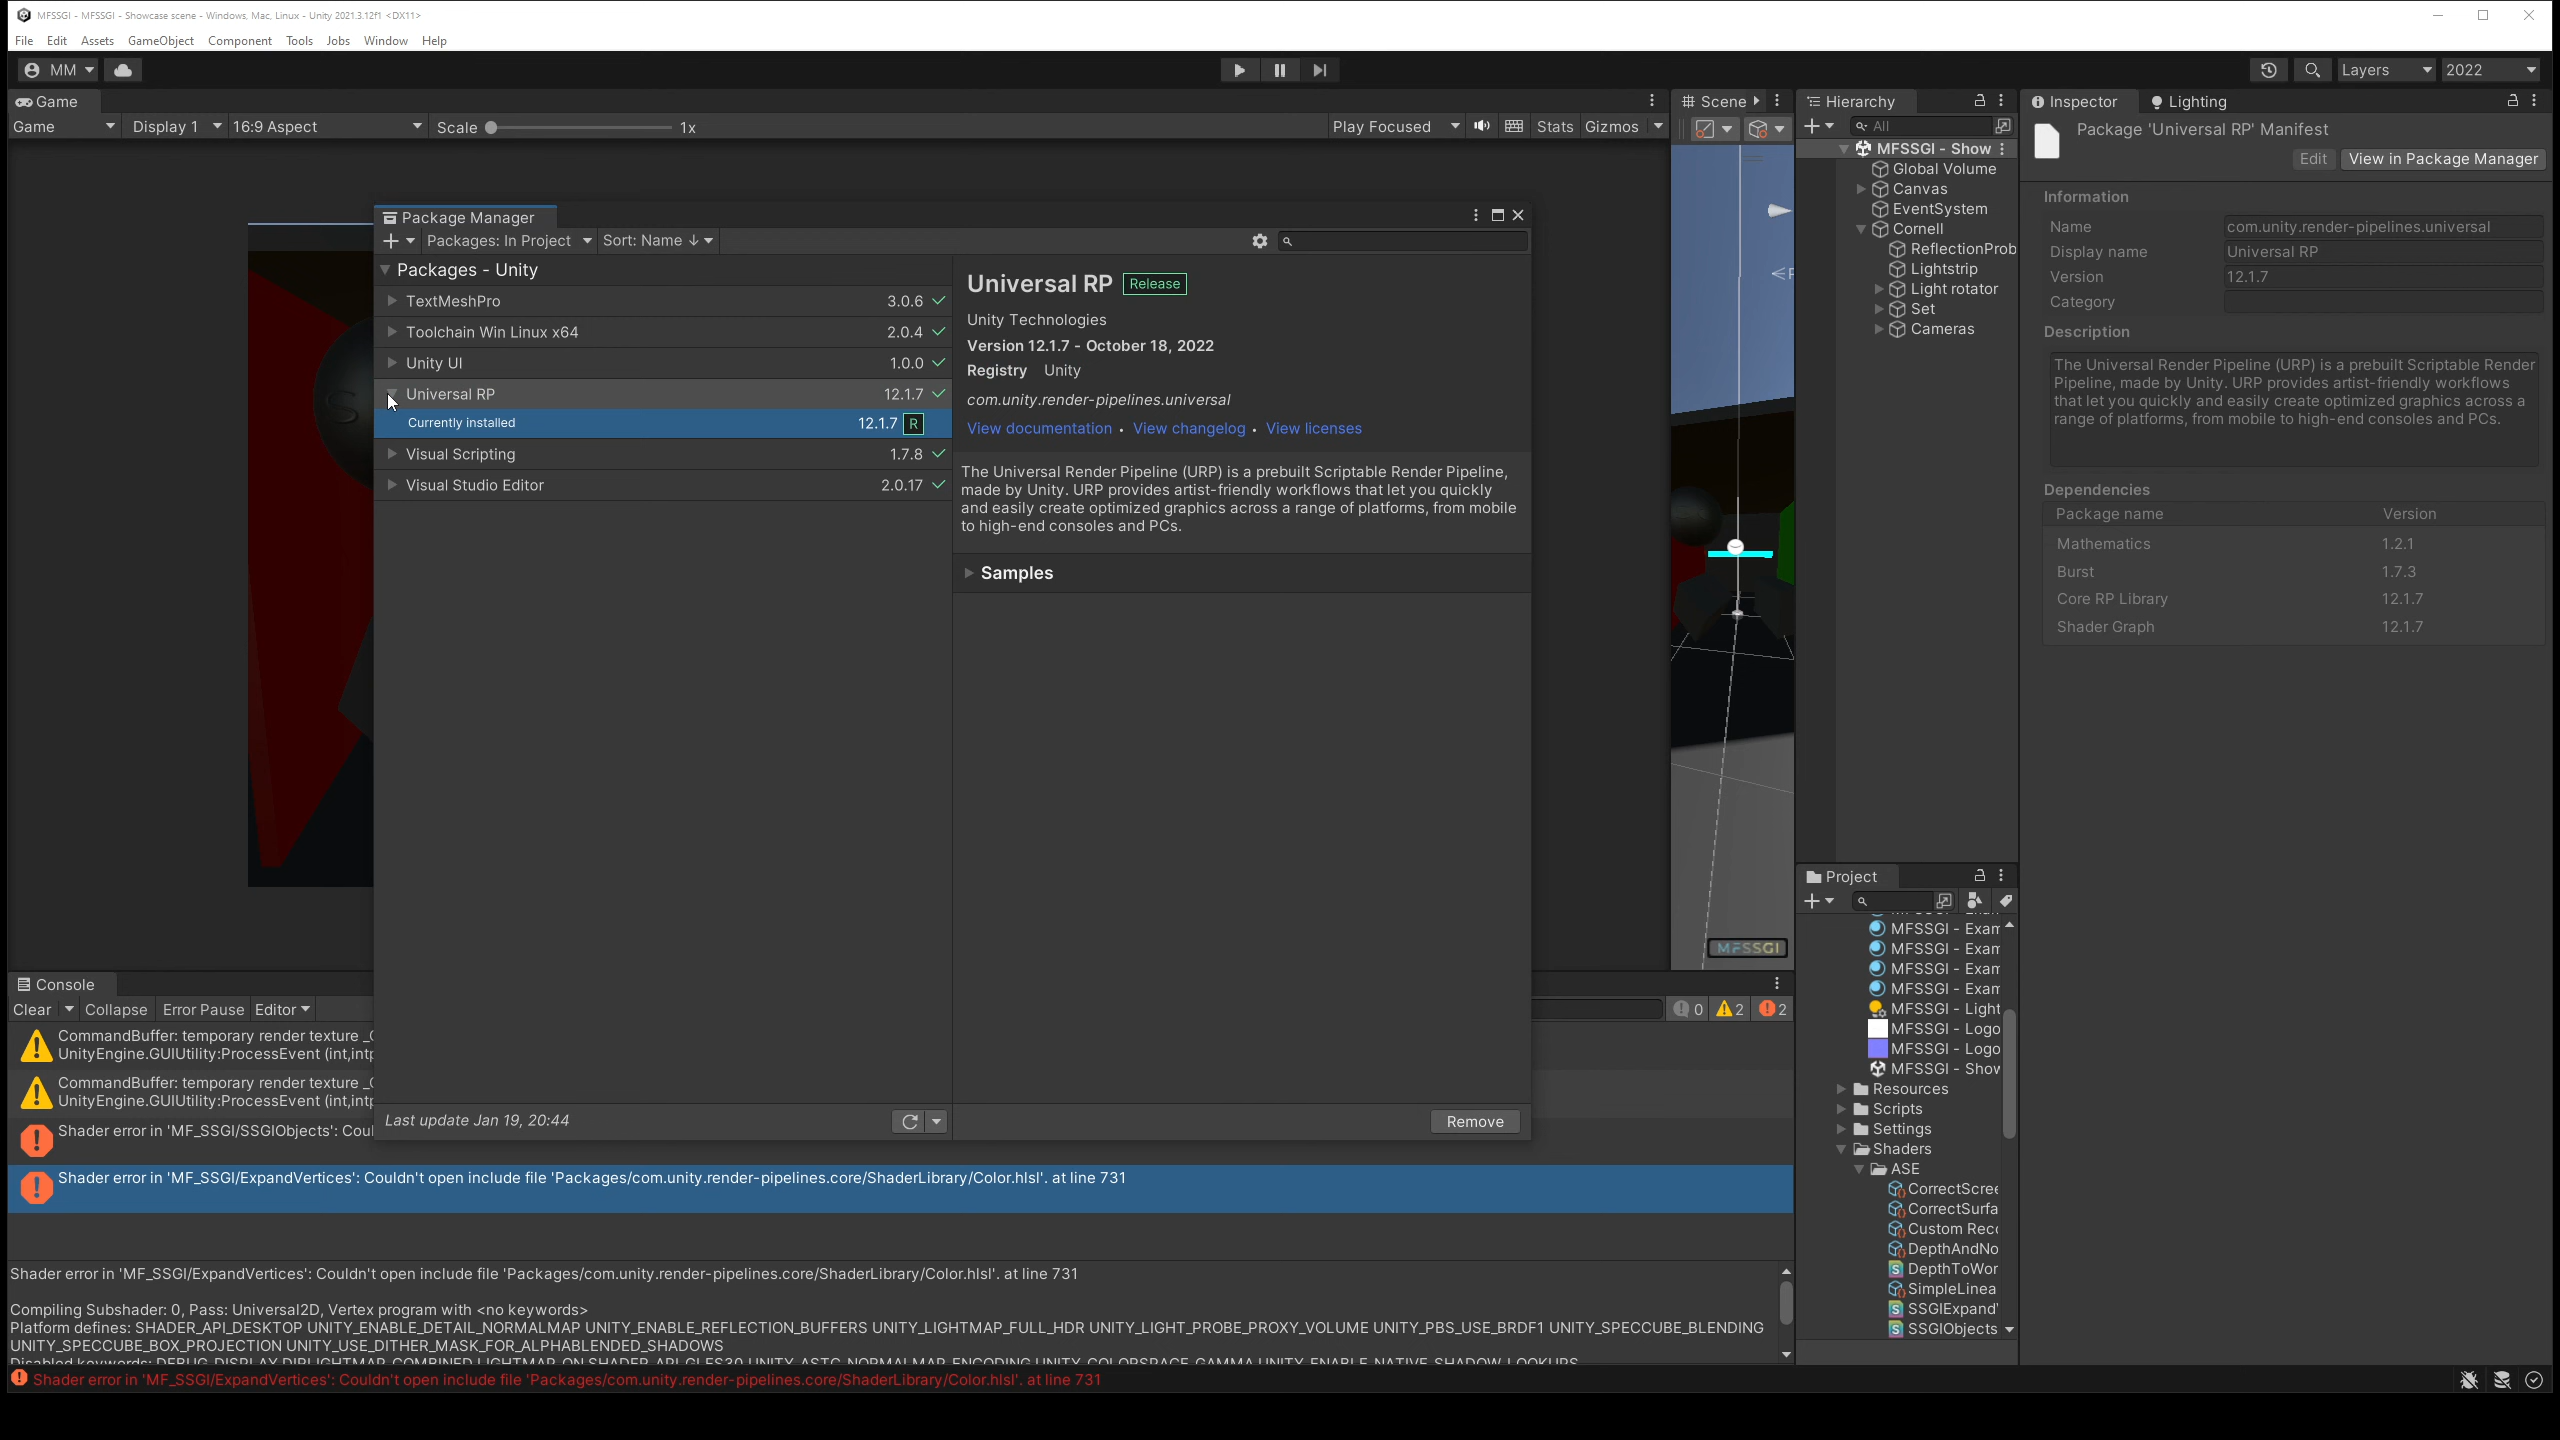 MFSSGI - MFSSGI - Showcase scene - Windows, Mac, Linux - Unity 2021.3.12f1 <DX11>
File Edit Assets GameObject Component Tools Jobs Window Help
MM
Layers 2022
Game
Game Display 1 16:9 Aspect Scale 1x
Play Focused Stats Gizmos
Package Manager
Packages: In Project Sort: Name ↓
Packages - Unity
TextMeshPro 3.0.6
Toolchain Win Linux x64 2.0.4
Unity UI 1.0.0
Universal RP 12.1.7
Currently installed 12.1.7 R
Visual Scripting 1.7.8
Visual Studio Editor 2.0.17
Last update Jan 19, 20:44
Universal RP Release
Unity Technologies
Version 12.1.7 - October 18, 2022
Registry Unity
com.unity.render-pipelines.universal
View documentation • View changelog • View licenses
The Universal Render Pipeline (URP) is a prebuilt Scriptable Render Pipeline,
made by Unity. URP provides artist-friendly workflows that let you quickly
and easily create optimized graphics across a range of platforms, from mobile
to high-end consoles and PCs.
Samples
Remove
Scene
MFSSGI
Hierarchy
All
MFSSGI - Show
Global Volume
Canvas
EventSystem
Cornell
ReflectionProb
Lightstrip
Light rotator
Set
Cameras
Project
MFSSGI - Exam
MFSSGI - Exam
MFSSGI - Exam
MFSSGI - Exam
MFSSGI - Light
MFSSGI - Logo
MFSSGI - Logo
MFSSGI - Show
Resources
Scripts
Settings
Shaders
ASE
CorrectScree
CorrectSurfa
Custom Rec
DepthAndNo
DepthToWor
SimpleLinea
SSGIExpand
SSGIObjects
Inspector Lighting
Package 'Universal RP' Manifest
Edit View in Package Manager
Information
Name com.unity.render-pipelines.universal
Display name Universal RP
Version 12.1.7
Category
Description
The Universal Render Pipeline (URP) is a prebuilt Scriptable Render
Pipeline, made by Unity. URP provides artist-friendly workflows
that let you quickly and easily create optimized graphics across a
range of platforms, from mobile to high-end consoles and PCs.
Dependencies
Package name Version
Mathematics 1.2.1
Burst 1.7.3
Core RP Library 12.1.7
Shader Graph 12.1.7
Console
Clear Collapse Error Pause Editor
0 2 2
CommandBuffer: temporary render texture
UnityEngine.GUIUtility:ProcessEvent (int,intp
CommandBuffer: temporary render texture
UnityEngine.GUIUtility:ProcessEvent (int,intp
Shader error in 'MF_SSGI/SSGIObjects': Coul
Shader error in 'MF_SSGI/ExpandVertices': Couldn't open include file 'Packages/com.unity.render-pipelines.core/ShaderLibrary/Color.hlsl'. at line 731
Shader error in 'MF_SSGI/ExpandVertices': Couldn't open include file 'Packages/com.unity.render-pipelines.core/ShaderLibrary/Color.hlsl'. at line 731
Compiling Subshader: 0, Pass: Universal2D, Vertex program with <no keywords>
Platform defines: SHADER_API_DESKTOP UNITY_ENABLE_DETAIL_NORMALMAP UNITY_ENABLE_REFLECTION_BUFFERS UNITY_LIGHTMAP_FULL_HDR UNITY_LIGHT_PROBE_PROXY_VOLUME UNITY_PBS_USE_BRDF1 UNITY_SPECCUBE_BLENDING
UNITY_SPECCUBE_BOX_PROJECTION UNITY_USE_DITHER_MASK_FOR_ALPHABLENDED_SHADOWS
Disabled keywords: DEBUG_DISPLAY DIRLIGHTMAP_COMBINED LIGHTMAP_ON SHADER_API_GLES30 UNITY_ASTC_NORMALMAP_ENCODING UNITY_COLORSPACE_GAMMA UNITY_ENABLE_NATIVE_SHADOW_LOOKUPS
Shader error in 'MF_SSGI/ExpandVertices': Couldn't open include file 'Packages/com.unity.render-pipelines.core/ShaderLibrary/Color.hlsl'. at line 731